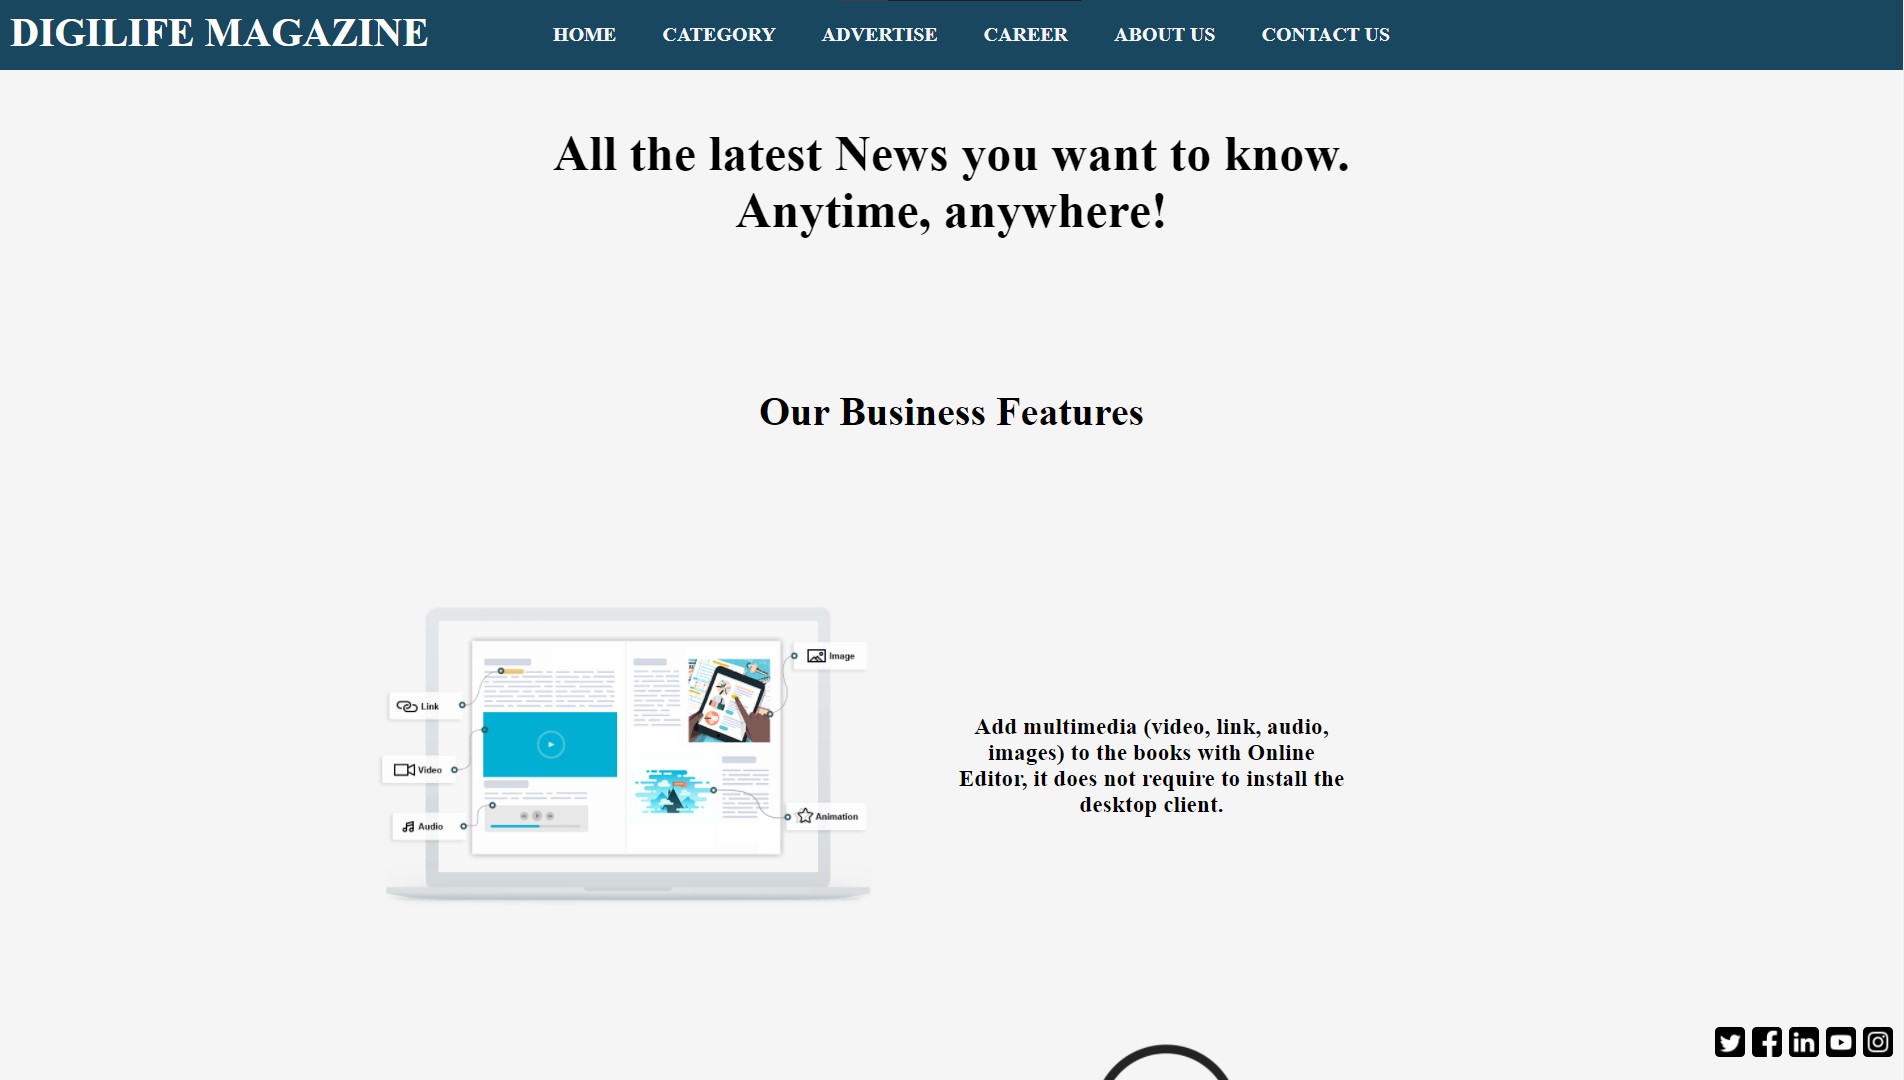 DIGILIFE MAGAZINE
HOME CATEGORY ADVERTISE CAREER ABOUT US CONTACT US
All the latest News you want to know.
Anytime, anywhere!
Our Business Features
Image
Link
Video
Audio
Animation
Add multimedia (video, link, audio,
images) to the books with Online
Editor, it does not require to install the
desktop client.